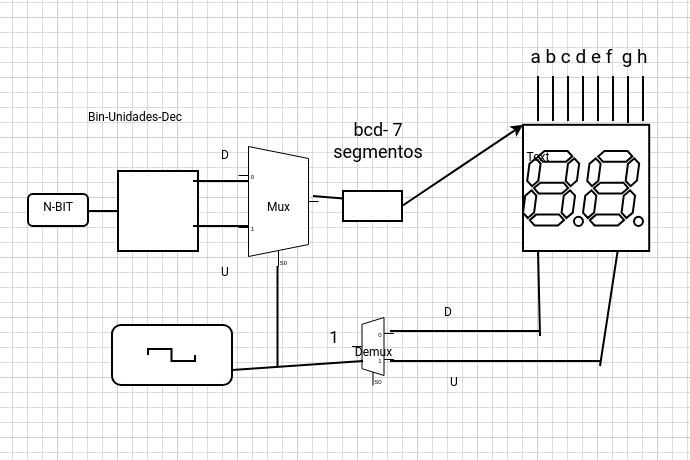 a b c d e f g h
Bin-Unidades-Dec
bcd- 7
segmentos
D
Text
0
N-BIT
Mux
1
U
S0
D
1
0
Demux
1
U
S0